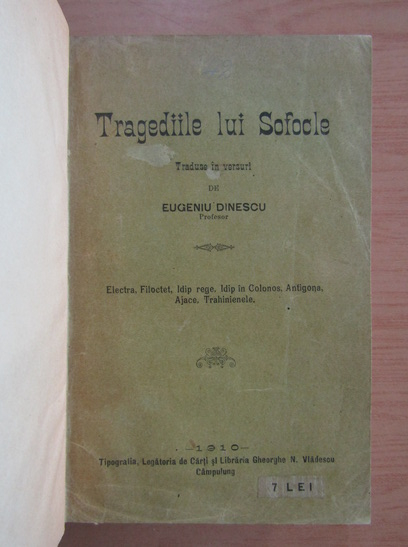 Tragediile lui Sofocle
Traduse în versuri
DE
EUGENIU DINESCU
Profesor
Electra, Filoctet, Idip rege, Idip in Colonos, Antigona,
Ajace, Trahinienele.
—1910—
Tipografia, Legătoria de Cărți și Librăria Gheorghe N. Vlădescu
Câmpulung
7 LEI